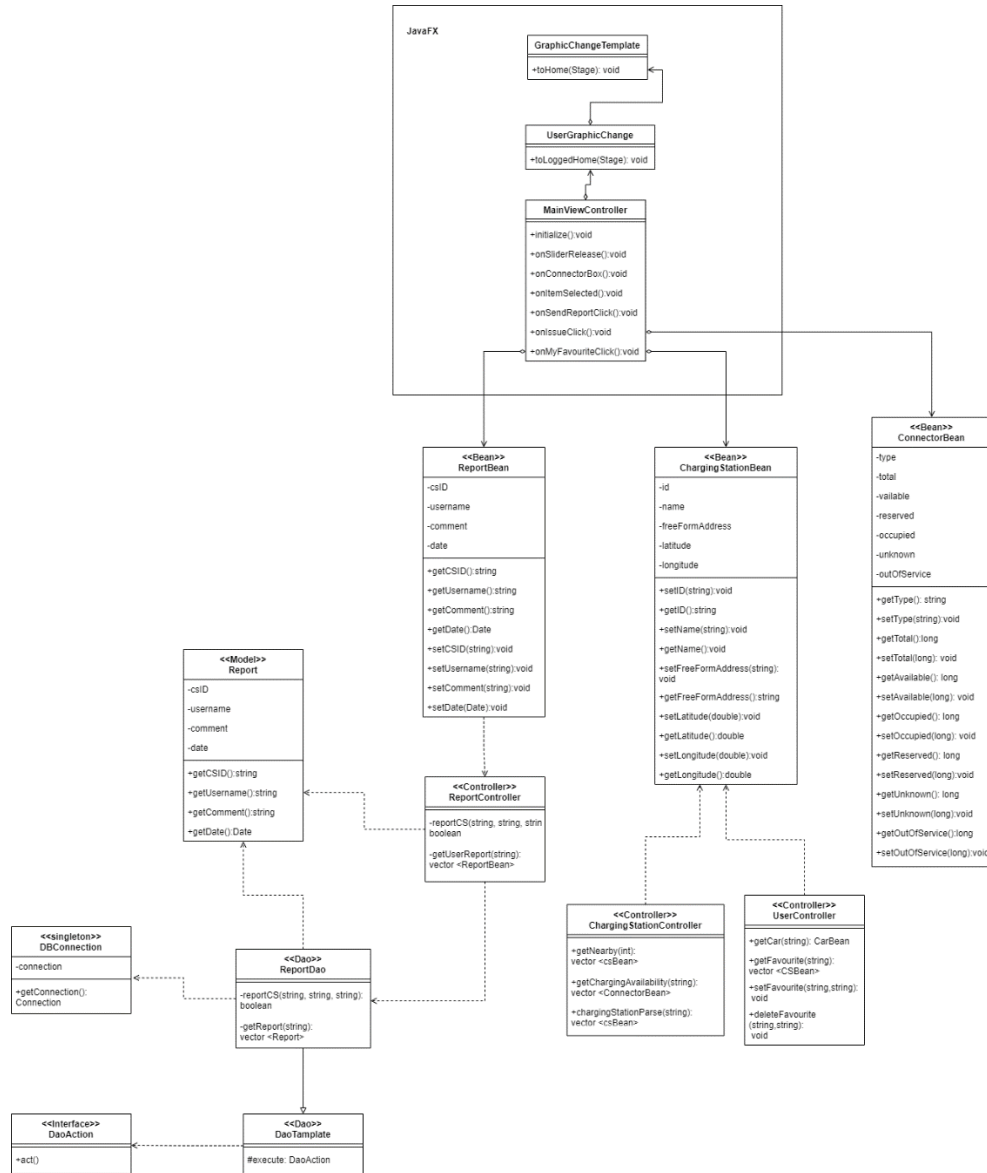 JavaFX
GraphicChangeTemplate
+toHome(Stage): void
UserGraphicChange
+toLoggedHome(Stage): void
MainViewController
+initialize():void
+onSliderRelease():void
+onConnectorBox():void
+onItemSelected():void
+onSendReportClick():void
+onIssueClick():void
+onMyFavouriteClick():void
<<Bean>>
ReportBean
-csID
-username
-comment
-date
+getCSID():string
+getUsername():string
+getComment():string
+getDate():Date
+setCSID(string):void
+setUsername(string):void
+setComment(string):void
+setDate(Date):void
<<Bean>>
ChargingStationBean
-id
-name
-freeFormAddress
-latitude
-longitude
+setID(string):void
+getID():string
+setName(string):void
+getName():void
+setFreeFormAddress(string):
void
+getFreeFormAddress():string
+setLatitude(double):void
+getLatitude():double
+setLongitude(double):void
+getLongitude():double
<<Bean>>
ConnectorBean
-type
-total
-vailable
-reserved
-occupied
-unknown
-outOfService
+getType(): string
+setType(string):void
+getTotal():long
+setTotal(long): void
+getAvailable(): long
+setAvailable(long): void
+getOccupied(): long
+setOccupied(long): void
+getReserved(): long
+setReserved(long):void
+getUnknown(): long
+setUnknown(long):void
+getOutOfService():long
+setOutOfService(long):void
<<Model>>
Report
-csID
-username
-comment
-date
+getCSID():string
+getUsername():string
+getComment():string
+getDate():Date
<<Controller>>
ReportController
-reportCS(string, string, strin
boolean
-getUserReport(string):
vector <ReportBean>
<<Controller>>
ChargingStationController
+getNearby(int):
vector <csBean>
+getChargingAvailability(string):
vector <ConnectorBean>
+chargingStationParse(string):
vector <csBean>
<<Controller>>
UserController
+getCar(string): CarBean
+getFavourite(string):
vector <CSBean>
+setFavourite(string,string):
void
+deleteFavourite
(string,string):
void
<<singleton>>
DBConnection
-connection
+getConnection():
Connection
<<Dao>>
ReportDao
-reportCS(string, string, string):
boolean
-getReport(string):
vector <Report>
<<Interface>>
DaoAction
+act()
<<Dao>>
DaoTamplate
#execute: DaoAction